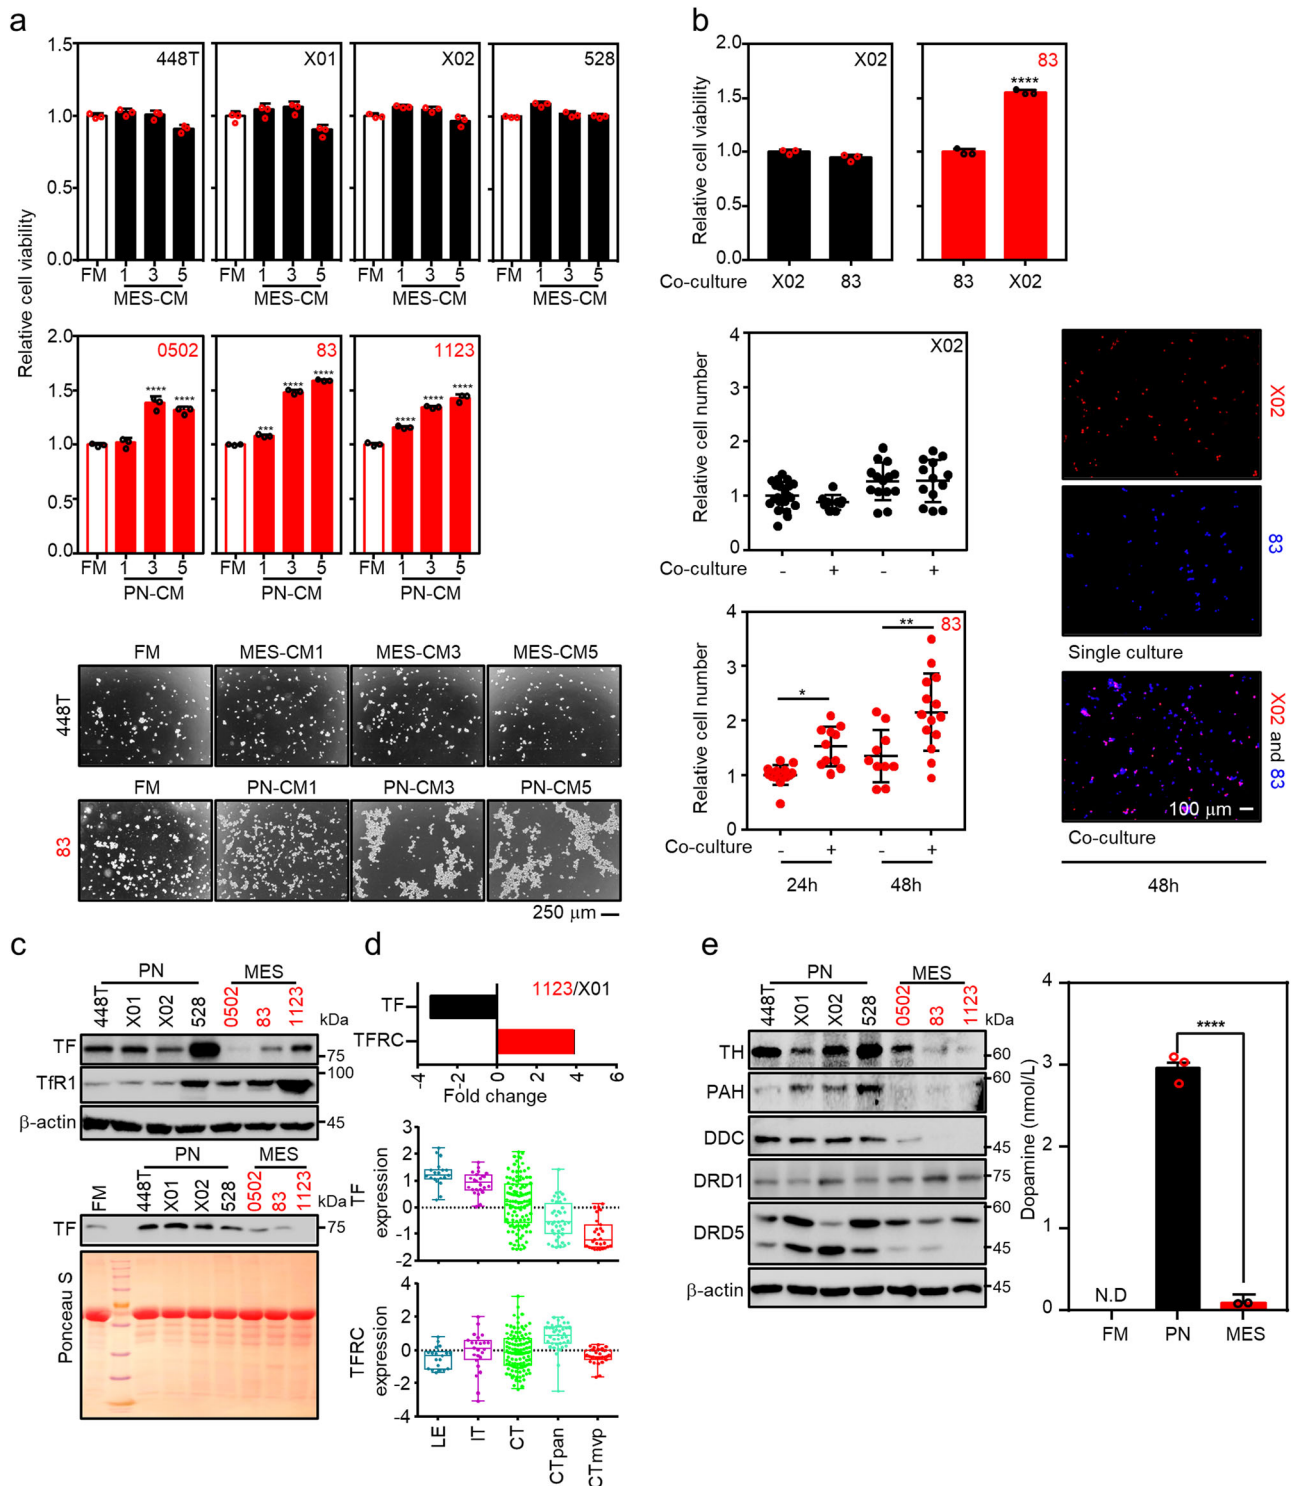 a
Relative cell viability
1.5
1.0
0.5
0.0
448T
X01
X02
528
FM 1 3 5 FM 1 3 5 FM 1 3 5 FM 1 3 5
MES-CM MES-CM MES-CM MES-CM
2.0
1.5
1.0
0.5
0.0
0502
83
1123
**** ****
*** **** ****
**** **** ****
FM 1 3 5 FM 1 3 5 FM 1 3 5
PN-CM PN-CM PN-CM
FM MES-CM1 MES-CM3 MES-CM5
448T
FM PN-CM1 PN-CM3 PN-CM5
83
250 μm
b
Relative cell viability
2.0
1.5
1.0
0.5
0.0
X02
Co-culture X02 83
2.0
1.5
1.0
0.5
0.0
83
****
83 X02
Relative cell number
4
3
2
1
0
X02
Co-culture - + - +
Relative cell number
4
3
2
1
0
83
*
**
Co-culture - + - +
24h 48h
X02
83
Single culture
X02 and 83
100 μm
Co-culture
48h
c
PN MES
448T X01 X02 528 0502 83 1123
kDa
TF 75
TfR1 100
β-actin 45
PN MES
FM 448T X01 X02 528 0502 83 1123
kDa
TF 75
Ponceau S
d
1123/X01
TF
TFRC
-4 -2 0 2 4 6
Fold change
TF expression
3
2
1
0
-1
-2
TFRC expression
4
2
0
-2
-4
LE IT CT CTpan CTmvp
e
PN MES
448T X01 X02 528 0502 83 1123
kDa
TH 60
PAH 60
DDC 45
DRD1 75
DRD5 60
45
β-actin 45
Dopamine (nmol/L)
4
3
2
1
0
****
N.D
FM PN MES